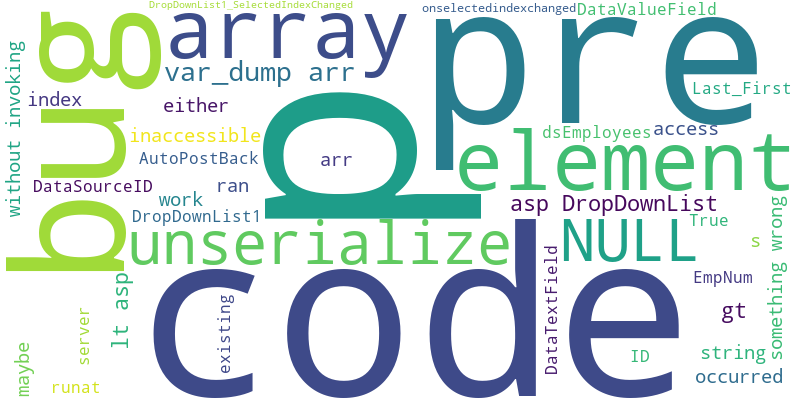 DropDownList1_SelectedIndexChanged
onselectedindexchanged
DataValueField
array
pre
bug
var_dump arr
without invoking
index
either
Last_First
p
inaccessible
dsEmployees
access
element
AutoPostBack
arr
DataSourceID
ran
work
asp DropDownList
DropDownList1
True
NULL
unserialize
something wrong
s
code
lt asp
DataTextField
EmpNum
existing
gt
server
maybe
string
ID
occurred
runat